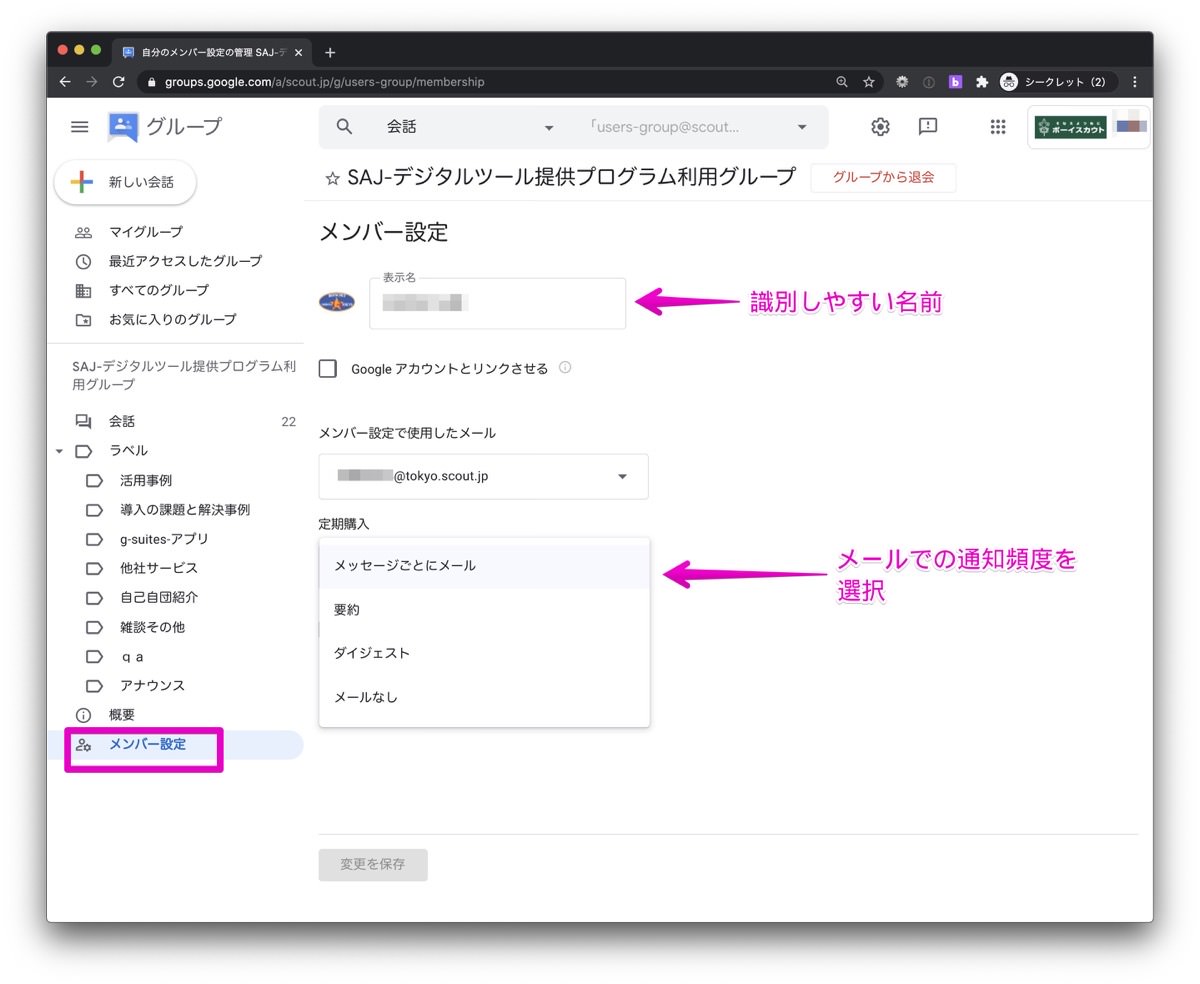 自分のメンバー設定の管理 SAJ-デ
groups.google.com/a/scout.jp/g/users-group/membership
シークレット (2)
グループ
会話
「users-group@scout...
ボーイスカウト
新しい会話
SAJ-デジタルツール提供プログラム利用グループ
グループから退会
マイグループ
最近アクセスしたグループ
すべてのグループ
お気に入りのグループ
SAJ-デジタルツール提供プログラム利
用グループ
会話 22
ラベル
活用事例
導入の課題と解決事例
g-suites-アプリ
他社サービス
自己自団紹介
雑談その他
ｑａ
アナウンス
概要
メンバー設定
メンバー設定
表示名
識別しやすい名前
Google アカウントとリンクさせる
メンバー設定で使用したメール
@tokyo.scout.jp
定期購入
メッセージごとにメール
要約
ダイジェスト
メールなし
メールでの通知頻度を
選択
変更を保存